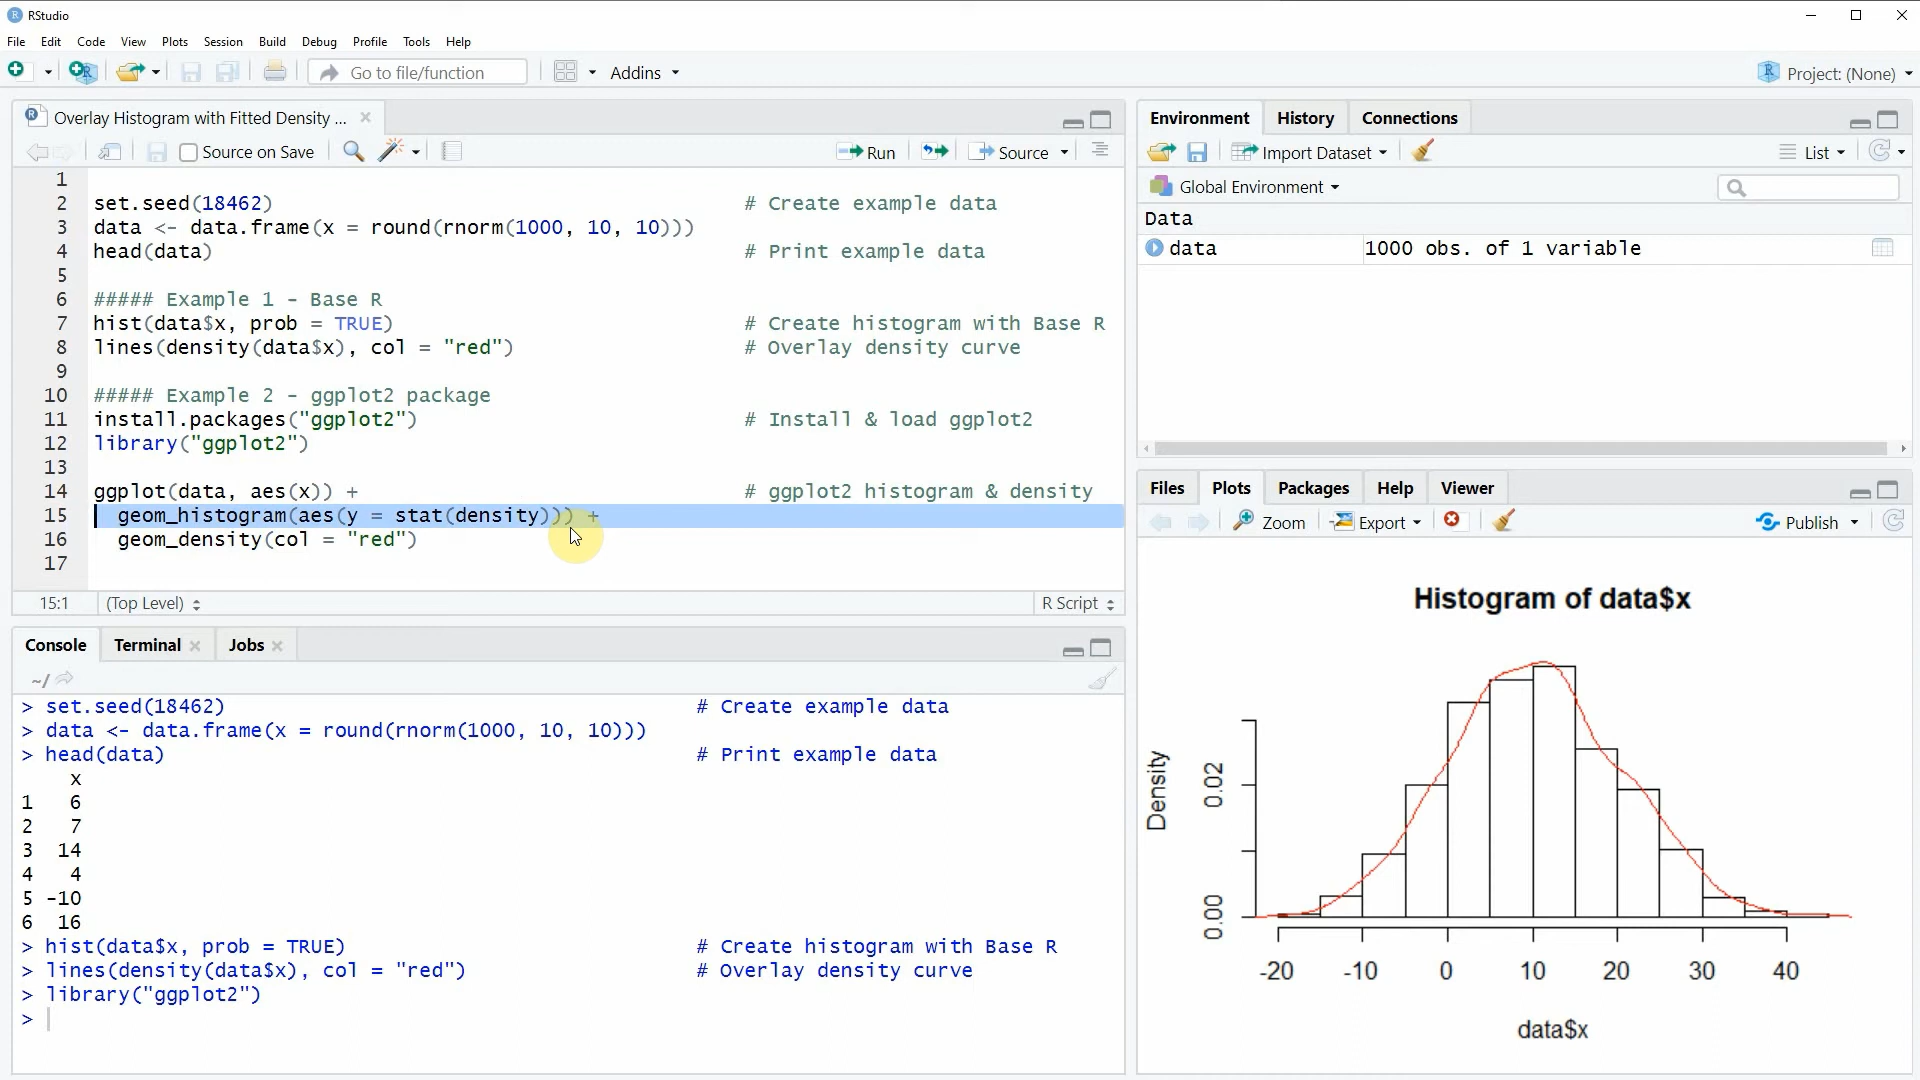 RStudio
File Edit Code View Plots Session Build Debug Profile Tools Help
Go to file/function Addins Project: (None)
Overlay Histogram with Fitted Density ...
Source on Save Run Source
1
2 set.seed(18462) # Create example data
3 data <- data.frame(x = round(rnorm(1000, 10, 10)))
4 head(data) # Print example data
5
6 ##### Example 1 - Base R
7 hist(data$x, prob = TRUE) # Create histogram with Base R
8 lines(density(data$x), col = "red") # Overlay density curve
9
10 ##### Example 2 - ggplot2 package
11 install.packages("ggplot2") # Install & load ggplot2
12 library("ggplot2")
13
14 ggplot(data, aes(x)) + # ggplot2 histogram & density
15 geom_histogram(aes(y = stat(density))) +
16 geom_density(col = "red")
17
15:1 (Top Level) R Script
Console Terminal Jobs
~/
> set.seed(18462) # Create example data
> data <- data.frame(x = round(rnorm(1000, 10, 10)))
> head(data) # Print example data
x
1 6
2 7
3 14
4 4
5 -10
6 16
> hist(data$x, prob = TRUE) # Create histogram with Base R
> lines(density(data$x), col = "red") # Overlay density curve
> library("ggplot2")
>
Environment History Connections
Import Dataset List
Global Environment
Data
data 1000 obs. of 1 variable
Files Plots Packages Help Viewer
Zoom Export Publish
Histogram of data$x
Density
0.02
0.00
-20 -10 0 10 20 30 40
data$x